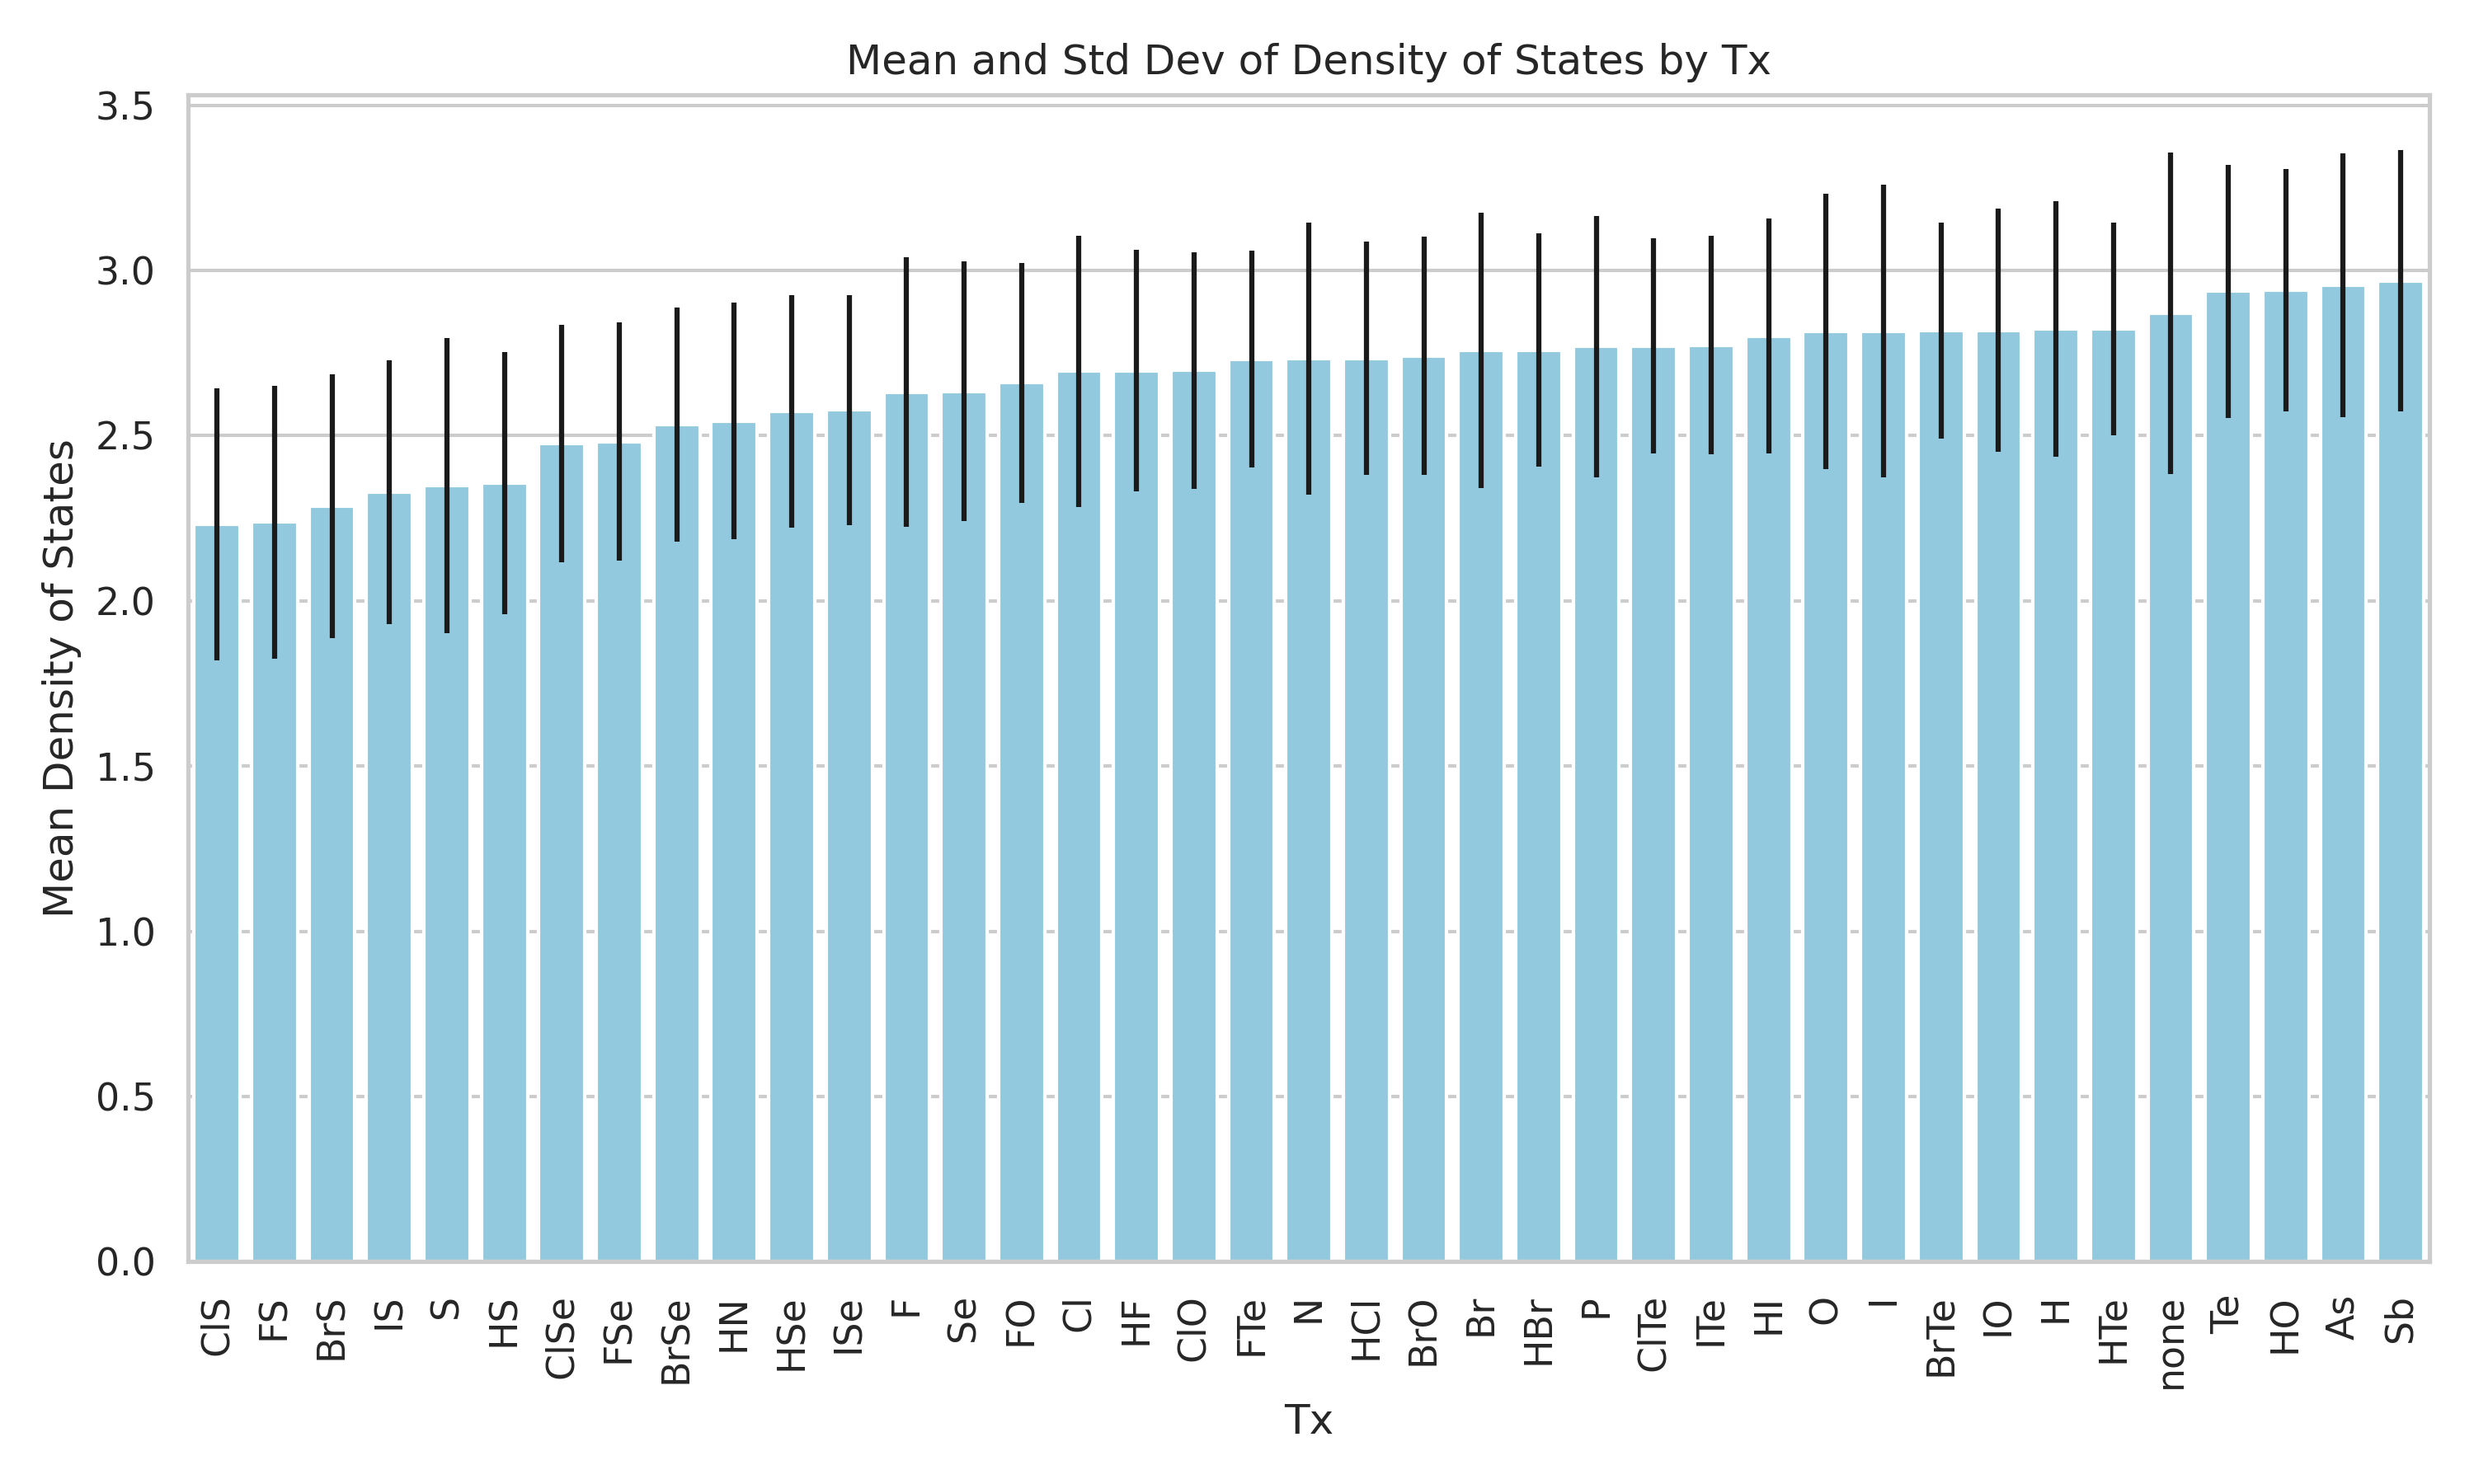 Mean and Std Dev of Density of States by Tx
Mean Density of States
3.5
3.0
2.5
2.0
1.5
1.0
0.5
0.0
ClS
FS
BrS
IS
S
HS
ClSe
FSe
BrSe
HN
HSe
ISe
F
Se
FO
Cl
HF
ClO
FTe
N
HCl
BrO
Br
HBr
P
ClTe
ITe
HI
O
I
BrTe
IO
H
HTe
none
Te
HO
As
Sb
Tx